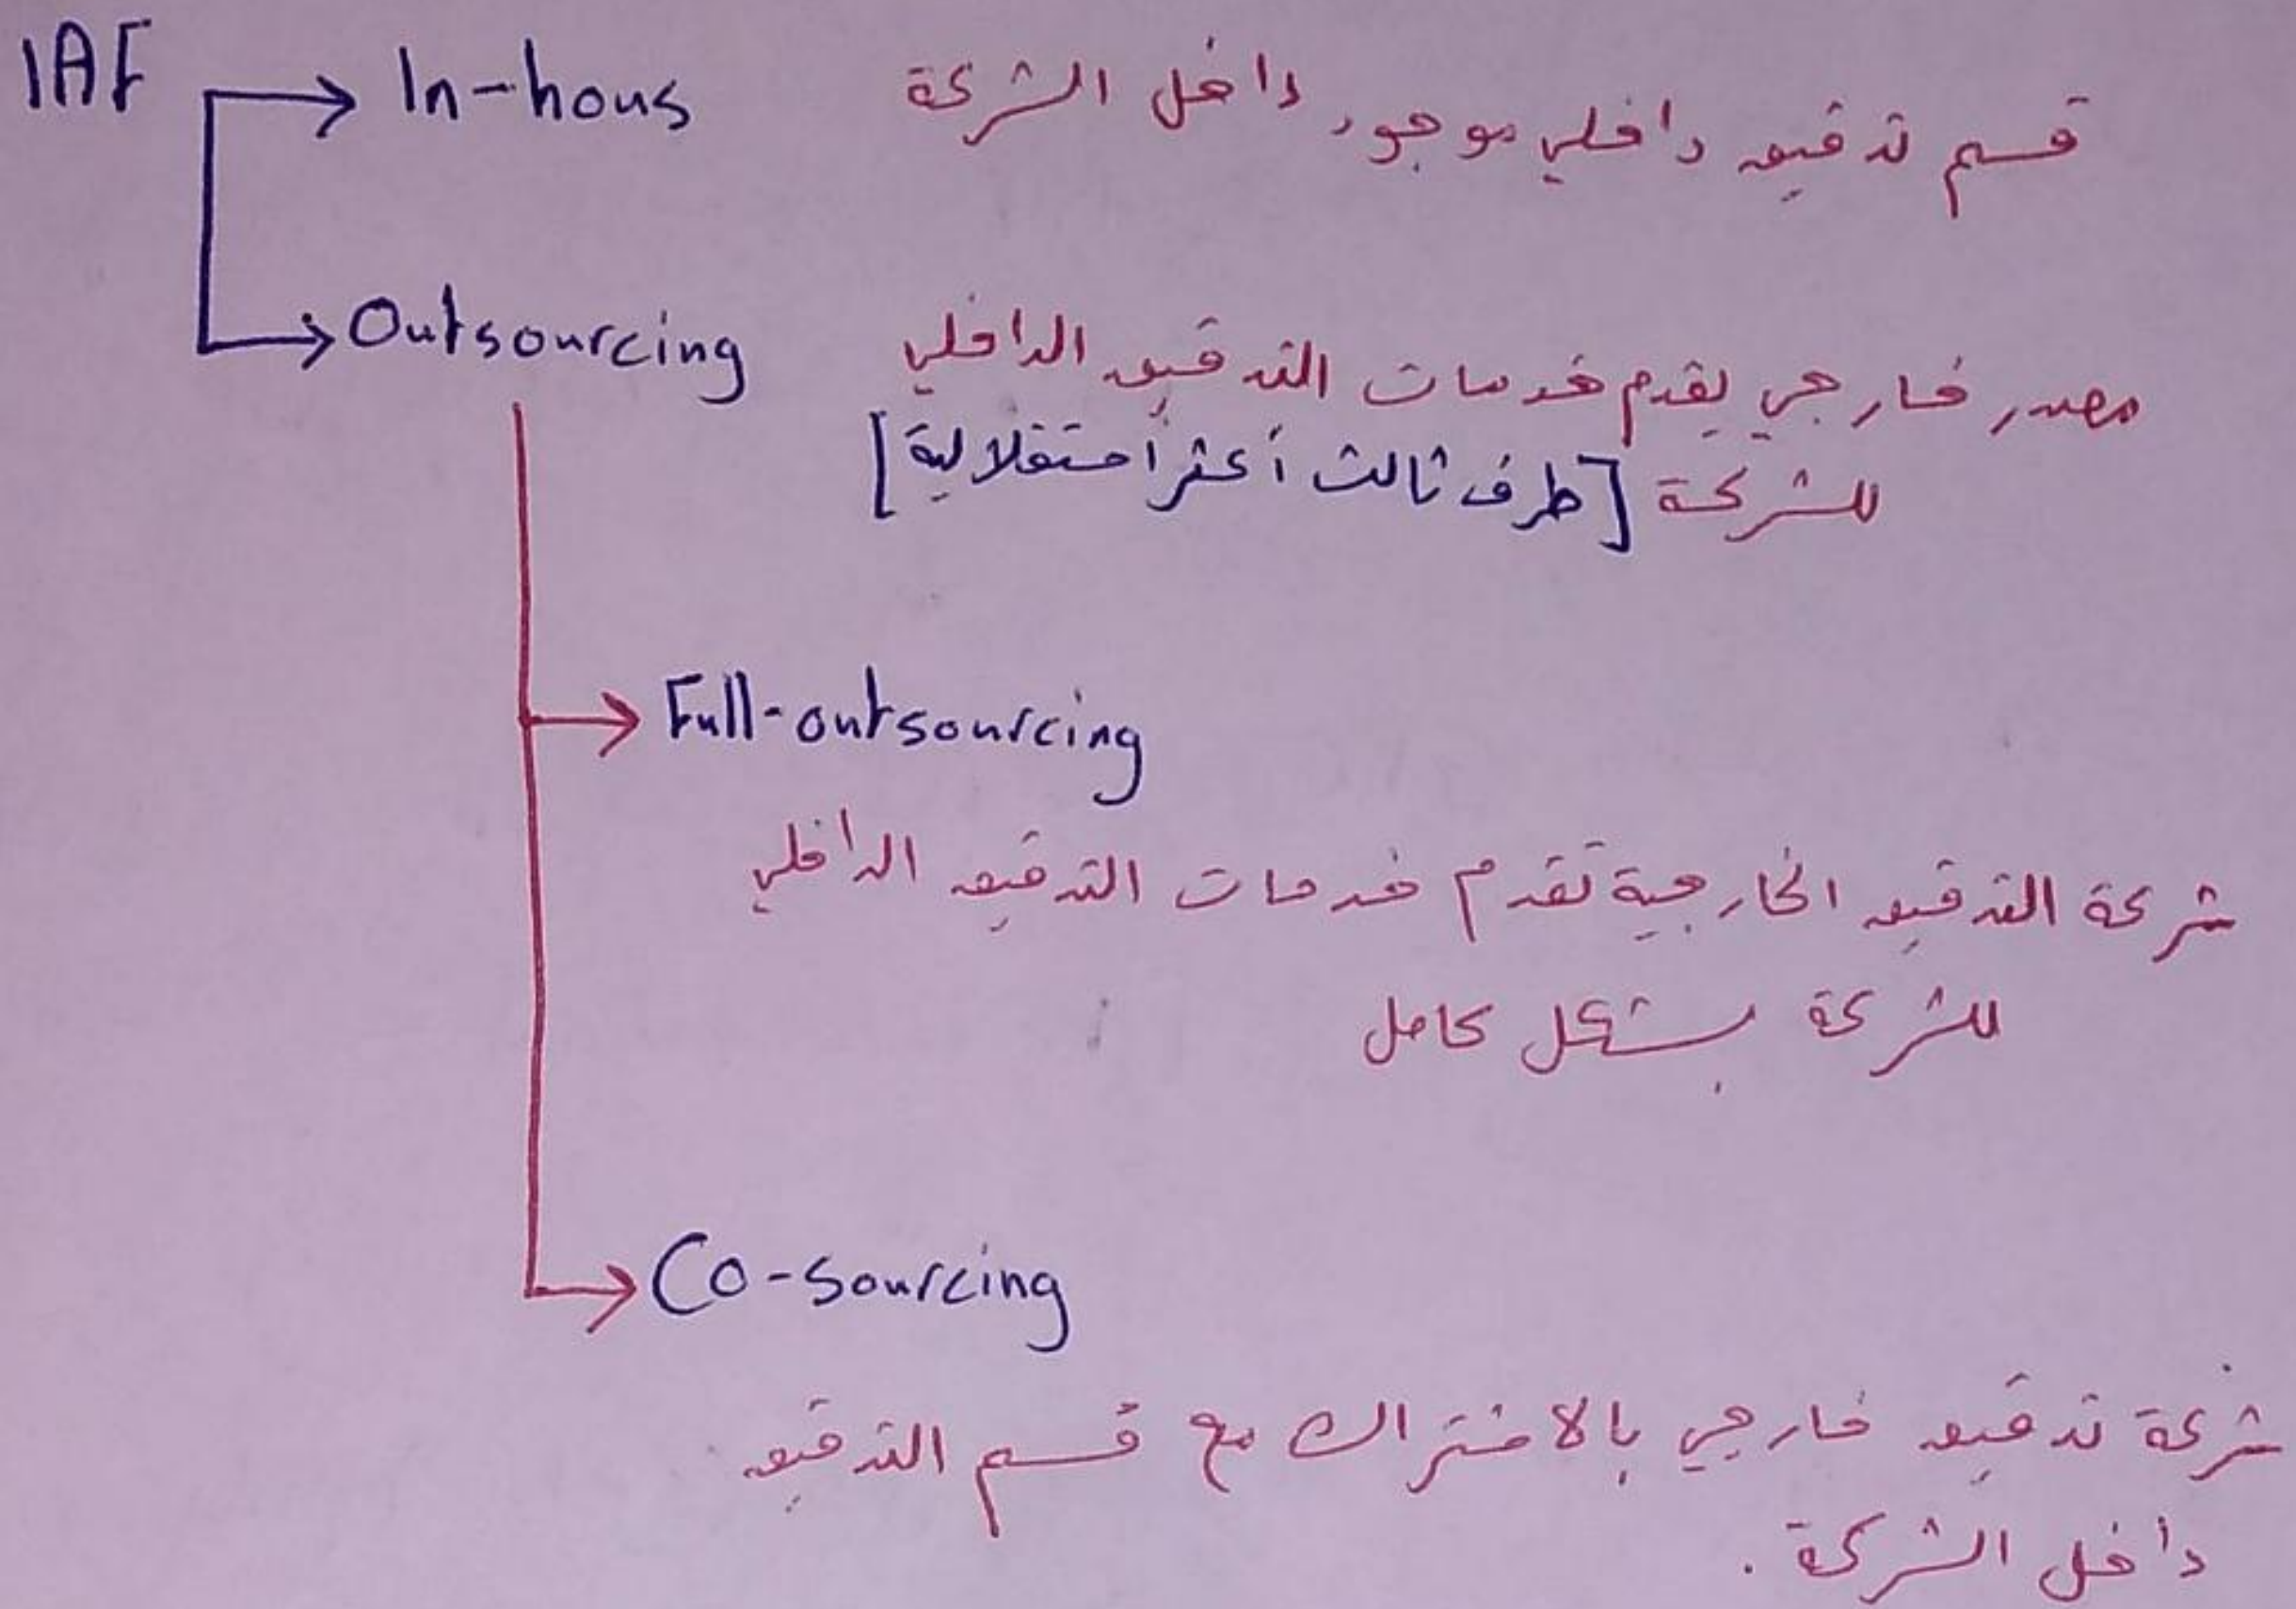 IAF
In-hous قسم تدقيق داخلي موجود داخل الشركة
Outsourcing مصدر خارجي يقدم خدمات التدقيق الداخلي
للشركة [طرف ثالث أكثر استقلالية]
Full-outsourcing
شركة التدقيق الخارجية تقدم خدمات التدقيق الداخلي
للشركة بشكل كامل
Co-sourcing
شركة تدقيق خارجي بالاشتراك مع قسم التدقيق
داخل الشركة .